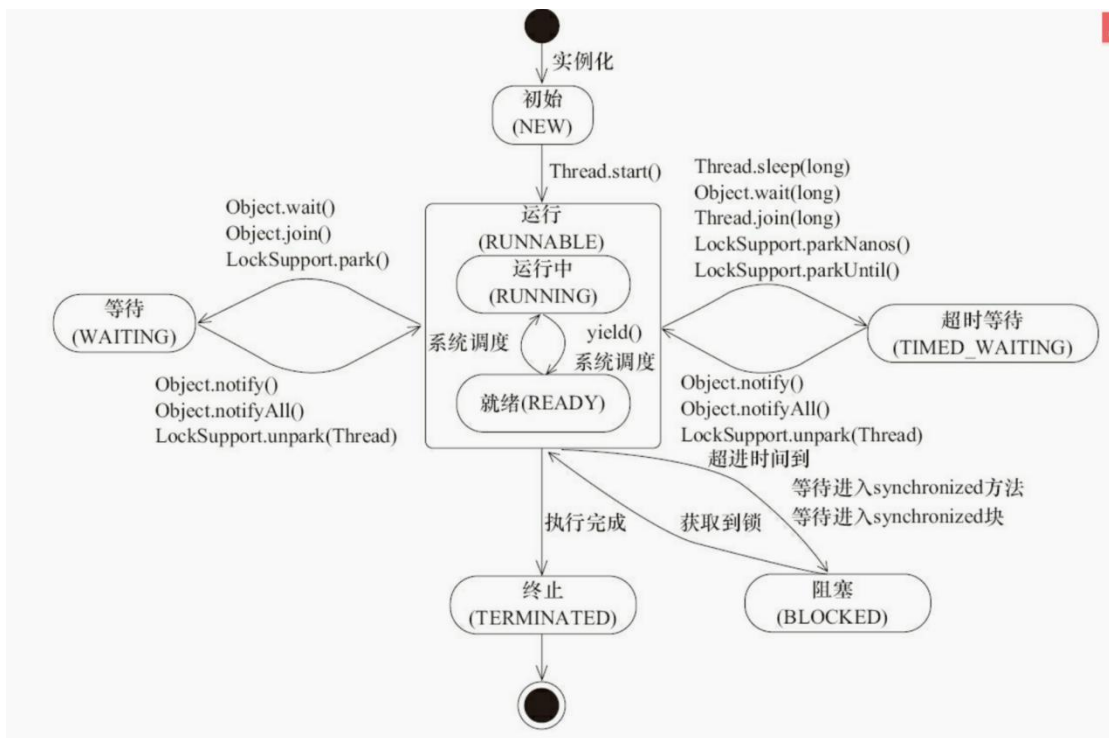 实例化
初始
(NEW)
Thread.start()
Thread.sleep(long)
Object.wait(long)
Thread.join(long)
LockSupport.parkNanos()
LockSupport.parkUntil()
Object.wait()
Object.join()
LockSupport.park()
运行
(RUNNABLE)
运行中
(RUNNING)
等待
(WAITING)
超时等待
(TIMED_WAITING)
系统调度
yield()
系统调度
就绪(READY)
Object.notify()
Object.notifyAll()
LockSupport.unpark(Thread)
Object.notify()
Object.notifyAll()
LockSupport.unpark(Thread)
超进时间到
等待进入synchronized方法
等待进入synchronized块
执行完成
获取到锁
终止
(TERMINATED)
阻塞
(BLOCKED)